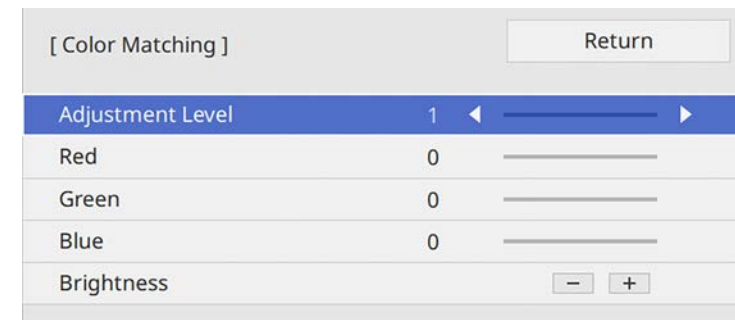 [ Color Matching ] Return
Adjustment Level 1
Red 0
Green 0
Blue 0
Brightness - +